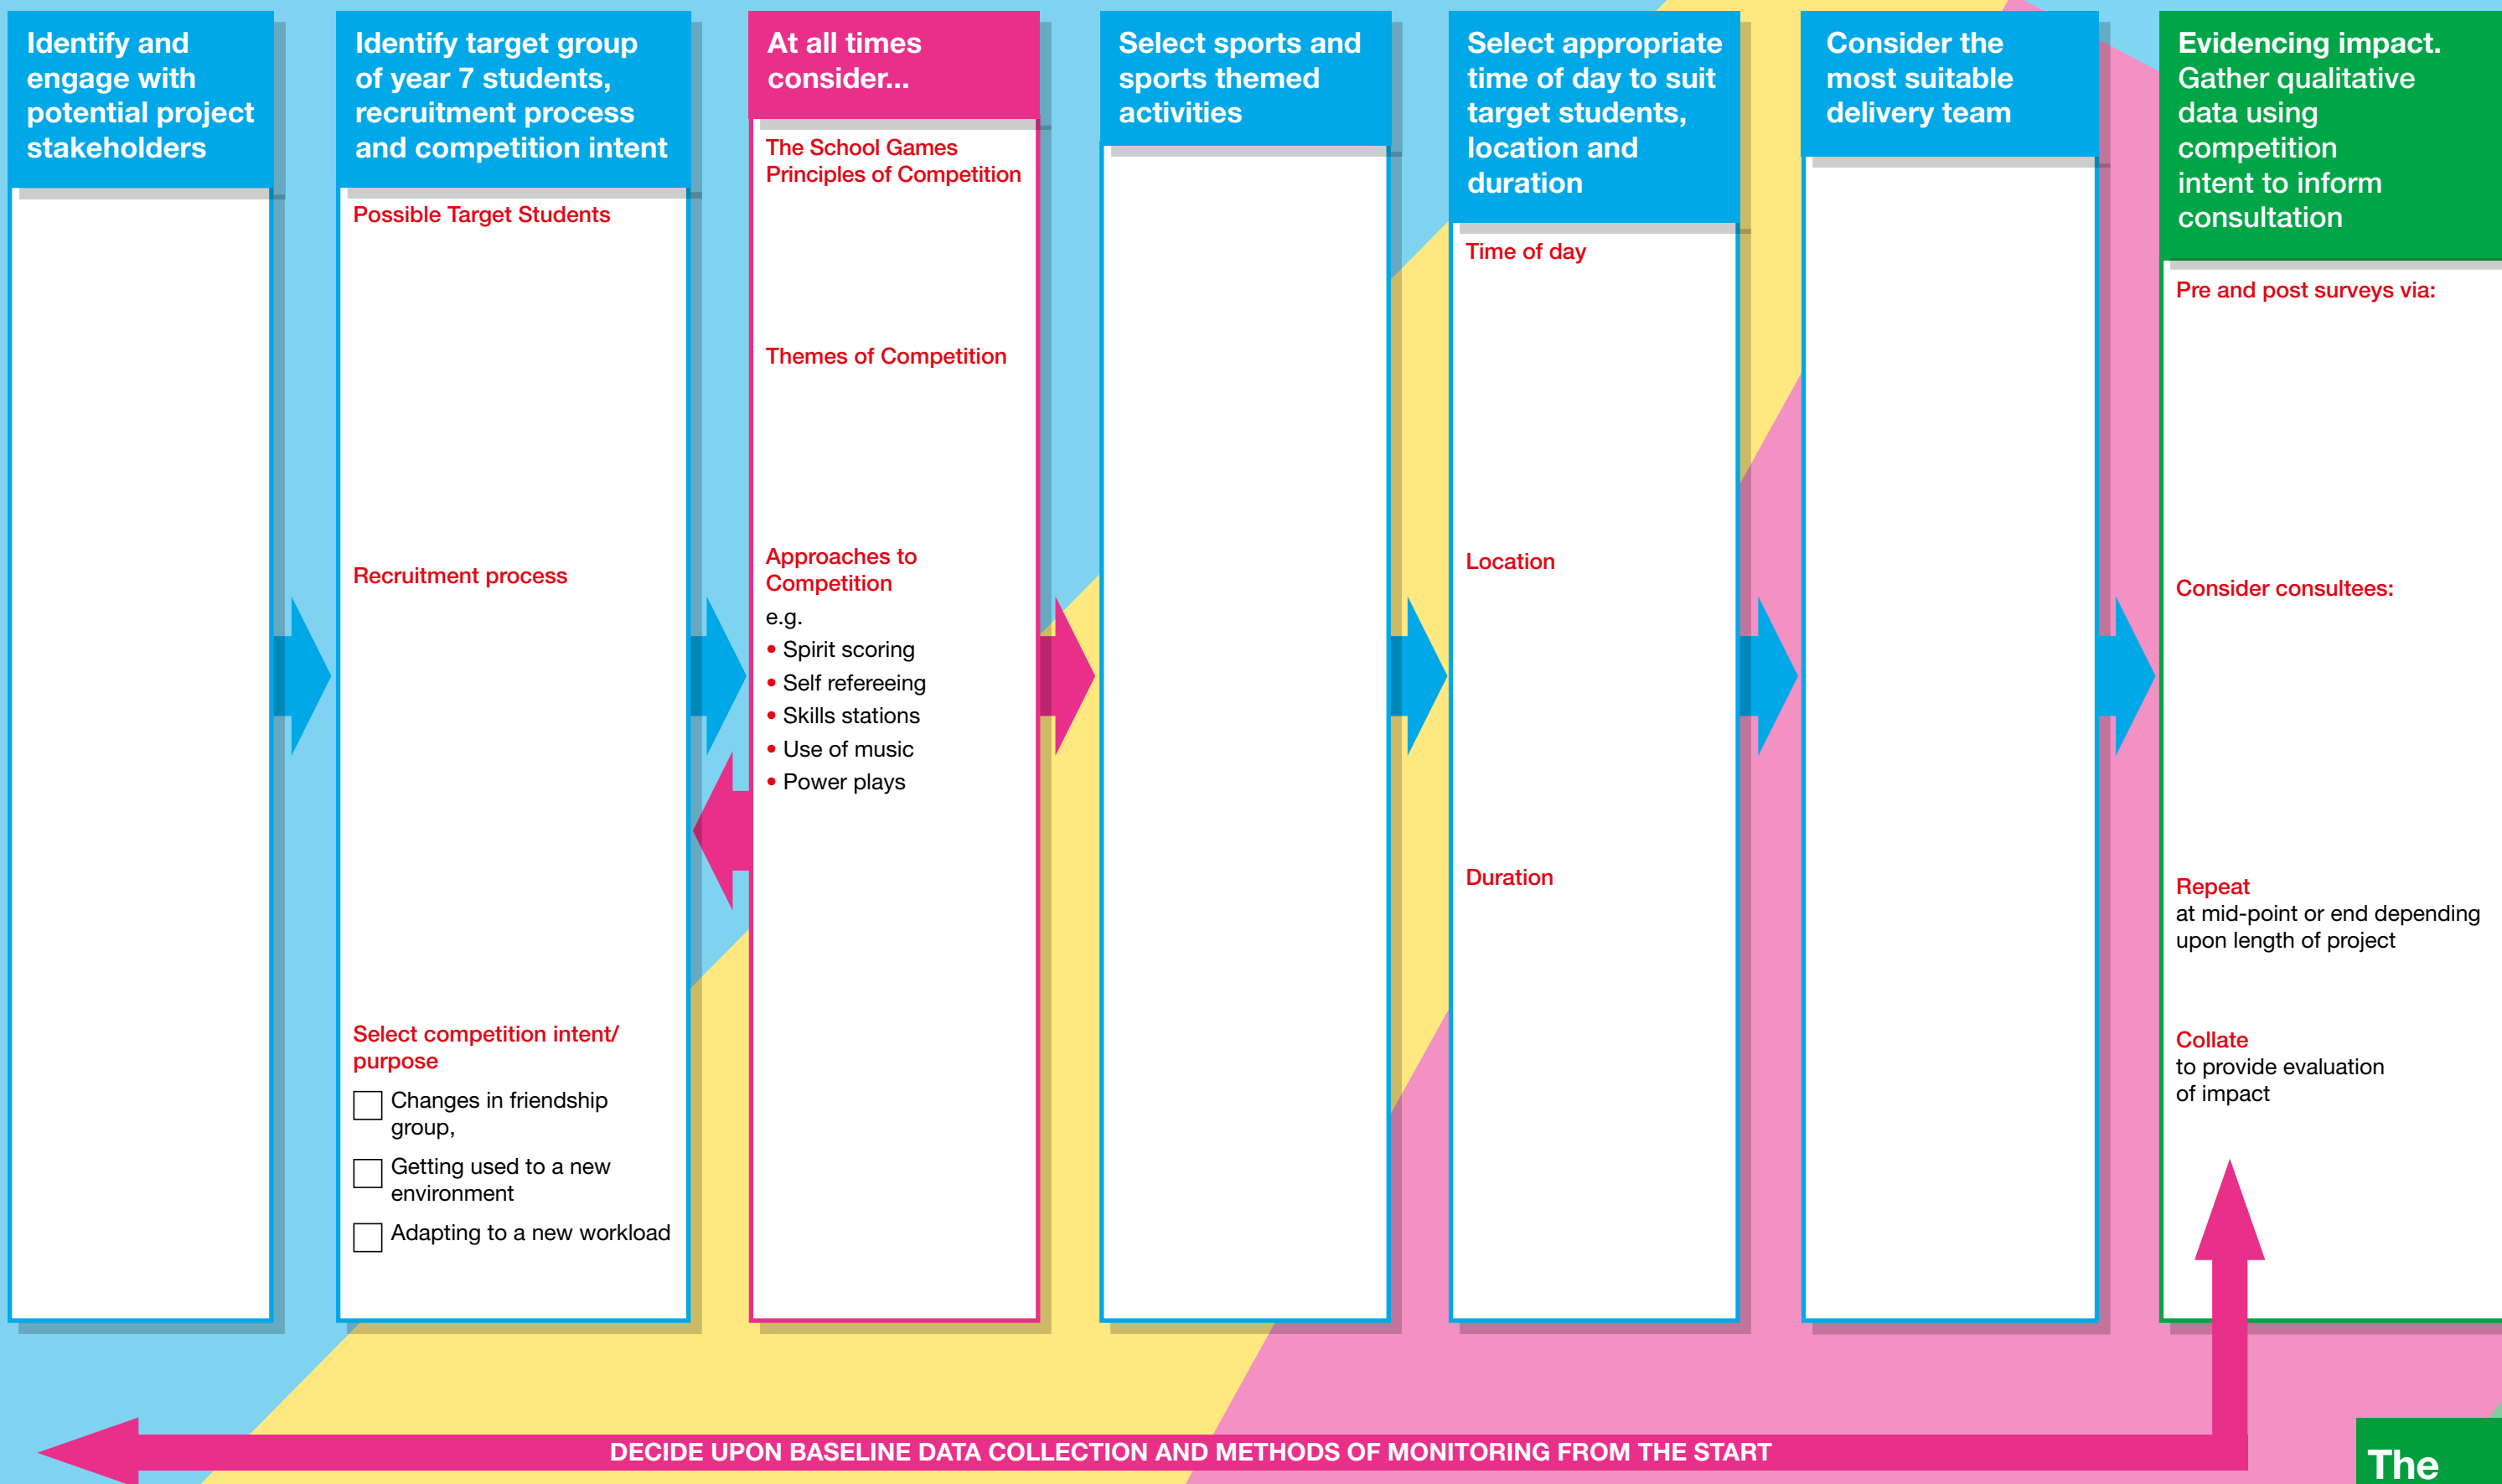 Identify and
engage with
potential project
stakeholders
Identify target group
of year 7 students,
recruitment process
and competition intent
Possible Target Students
Recruitment process
Select competition intent/
purpose
Changes in friendship
group,
Getting used to a new
environment
Adapting to a new workload
At all times
consider...
The School Games
Principles of Competition
Themes of Competition
Approaches to
Competition
e.g.
• Spirit scoring
• Self refereeing
• Skills stations
• Use of music
• Power plays
Select sports and
sports themed
activities
Select appropriate
time of day to suit
target students,
location and
duration
Time of day
Location
Duration
Consider the
most suitable
delivery team
Evidencing impact.
Gather qualitative
data using
competition
intent to inform
consultation
Pre and post surveys via:
Consider consultees:
Repeat
at mid-point or end depending
upon length of project
Collate
to provide evaluation
of impact
DECIDE UPON BASELINE DATA COLLECTION AND METHODS OF MONITORING FROM THE START
The